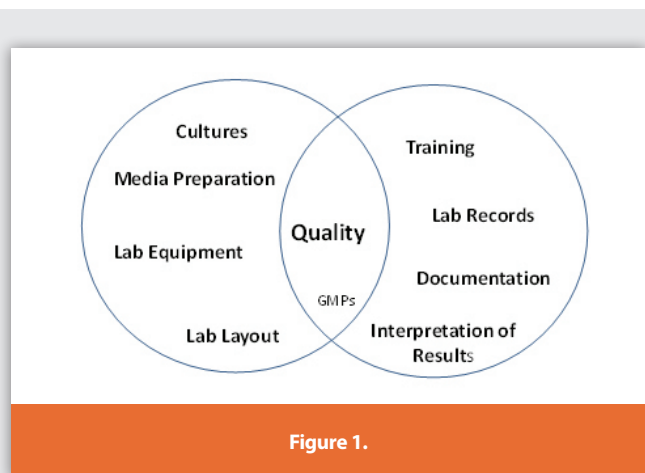 Cultures
Media Preparation
Lab Equipment
Lab Layout
Quality
GMPs
Training
Lab Records
Documentation
Interpretation of
Results
Figure 1.